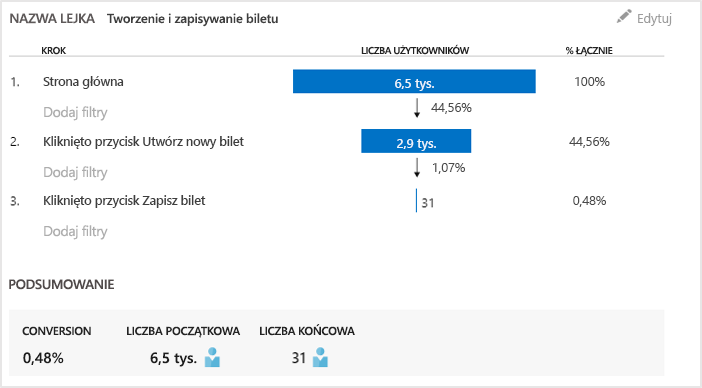 NAZWA LEJKA Tworzenie i zapisywanie biletu Edytuj
KROK LICZBA UŻYTKOWNIKÓW % ŁĄCZNIE
1. Strona główna 6,5 tys. 100%
Dodaj filtry 44,56%
2. Kliknięto przycisk Utwórz nowy bilet 2,9 tys. 44,56%
Dodaj filtry 1,07%
3. Kliknięto przycisk Zapisz bilet 31 0,48%
Dodaj filtry
PODSUMOWANIE
CONVERSION LICZBA POCZĄTKOWA LICZBA KOŃCOWA
0,48% 6,5 tys. 31